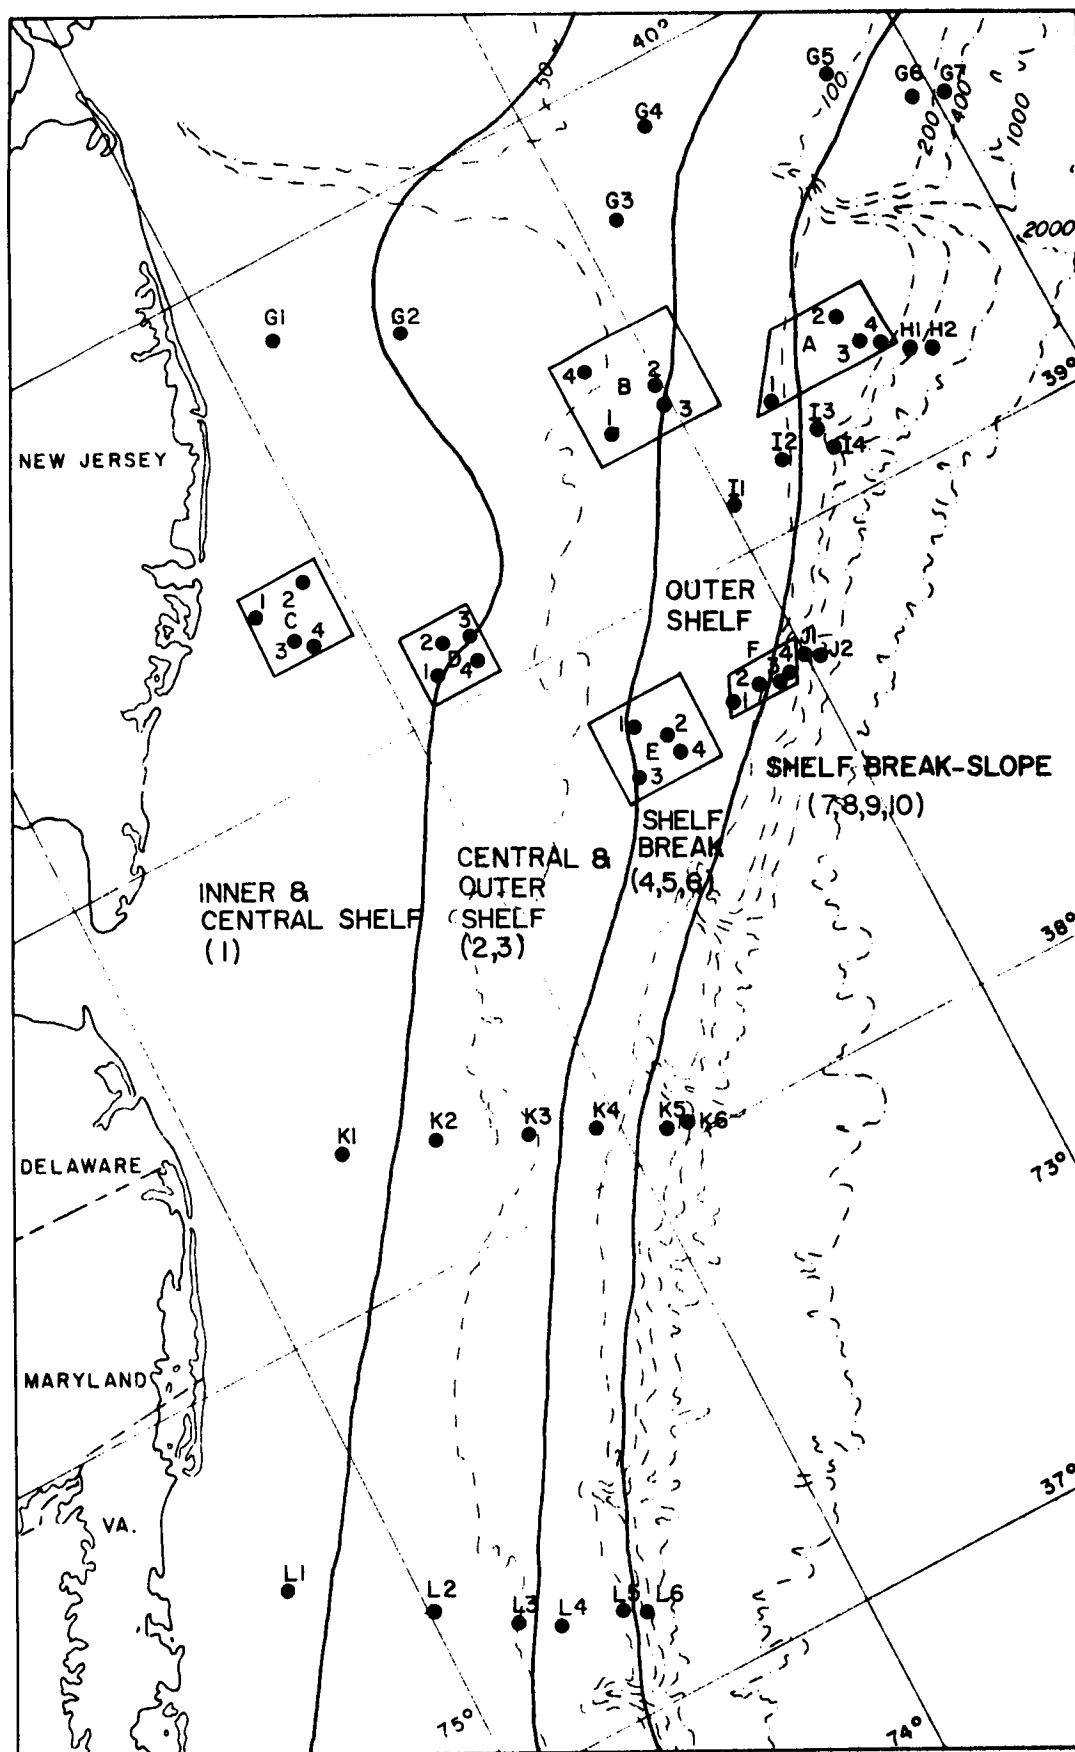 40°
50
G5
100
G6
G7
200
400
1000
G4
G3
2000
G1
G2
2
A
4
3
1
H1
H2
39°
4
2
B
3
1
I3
I2
I4
I1
NEW JERSEY
OUTER
SHELF
1
2
C
3
4
2
3
D
1
4
F
4
J1
J2
3
2
1
1
2
E
4
3
SHELF BREAK-SLOPE
(7,8,9,10)
SHELF
BREAK
(4,5,6)
CENTRAL &
OUTER
SHELF
(2,3)
INNER &
CENTRAL SHELF
(1)
38°
K1
K2
K3
K4
K5
K6
DELAWARE
73°
MARYLAND
37°
VA.
L1
L2
L3
L4
L5
L6
75°
74°